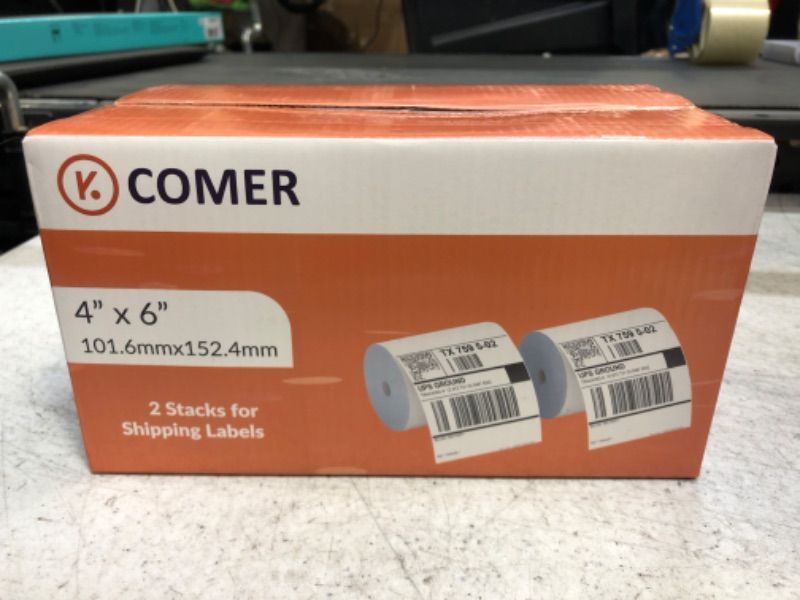 K. COMER
4” x 6”
101.6mmx152.4mm
2 Stacks for
Shipping Labels
TX 759 5-02
UPS GROUND
TX 759 5-02
UPS GROUND